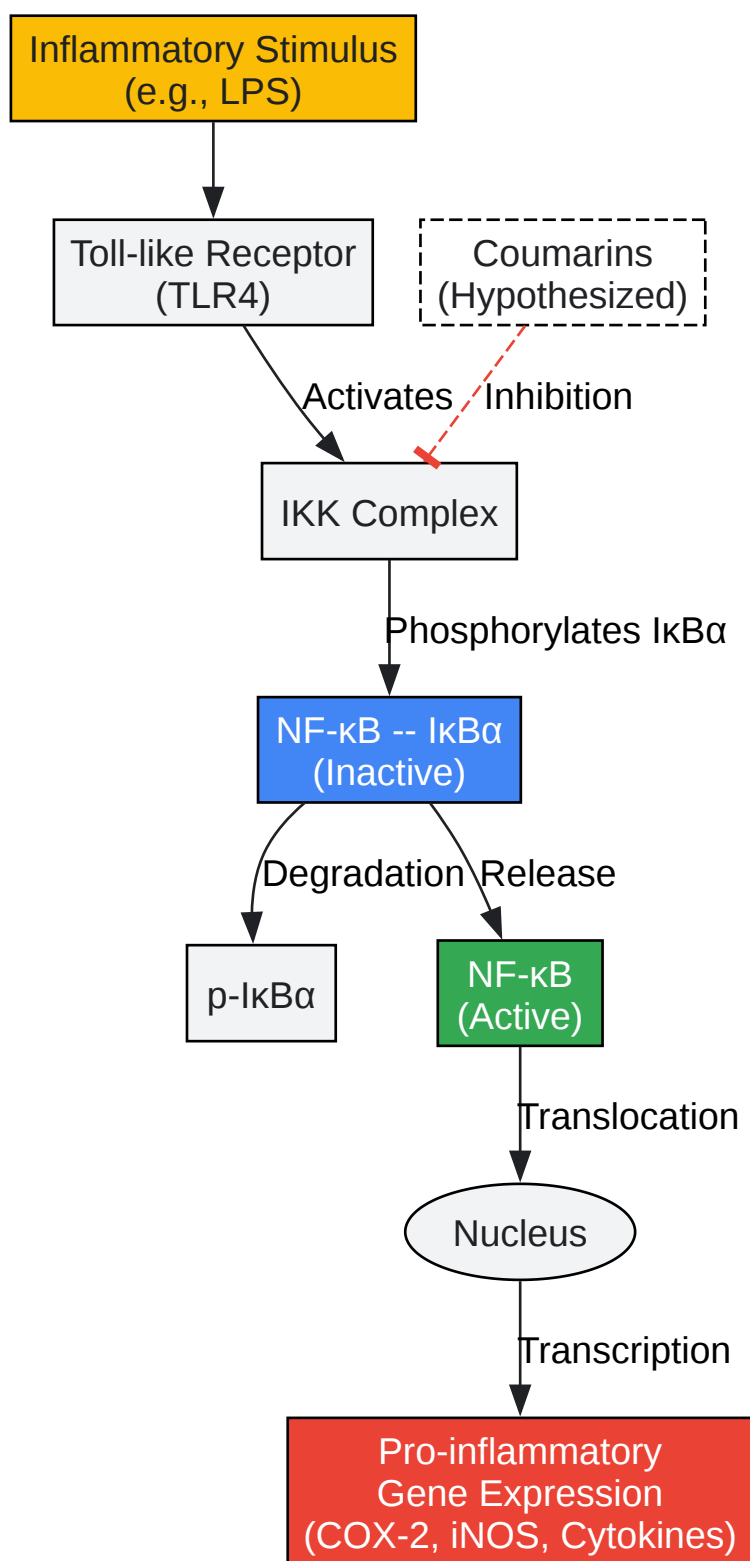 Inflammatory Stimulus
(e.g., LPS)
Toll-like Receptor
(TLR4)
Coumarins
(Hypothesized)
Activates
Inhibition
IKK Complex
Phosphorylates IκBα
NF-κB -- IκBα
(Inactive)
Degradation
Release
p-IκBα
NF-κB
(Active)
Translocation
Nucleus
Transcription
Pro-inflammatory
Gene Expression
(COX-2, iNOS, Cytokines)